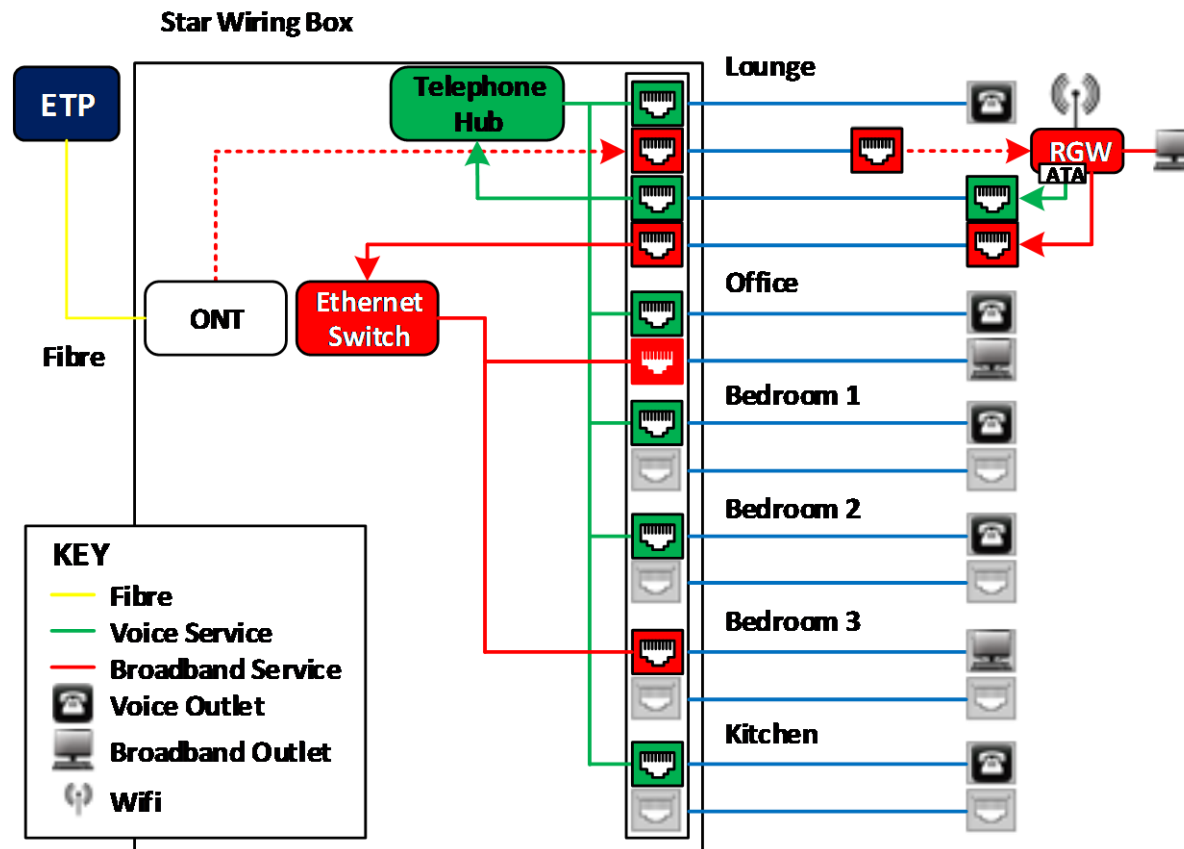 Star Wiring Box
ETP
Telephone
Hub
Lounge
RGW
ATA
Office
ONT
Ethernet
Switch
Fibre
Bedroom 1
Bedroom 2
Bedroom 3
Kitchen
KEY
Fibre
Voice Service
Broadband Service
Voice Outlet
Broadband Outlet
Wifi